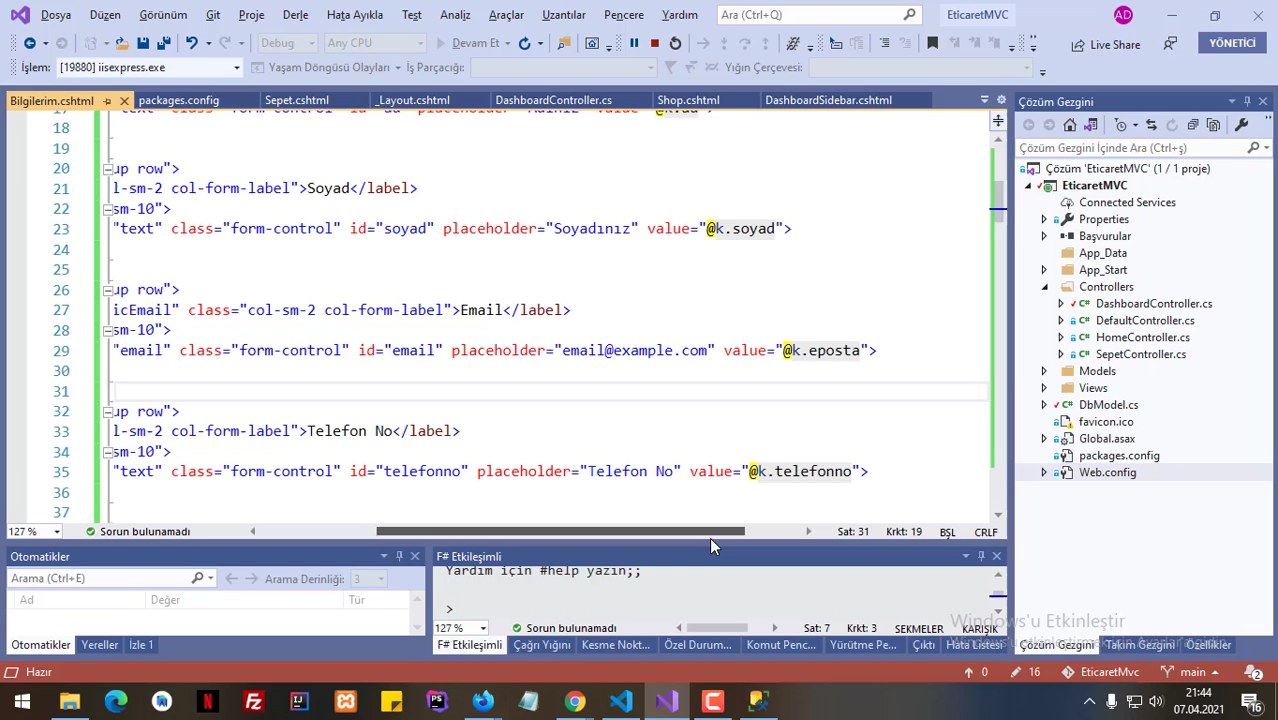 Dosya Düzen Görünüm Git Proje Derle Hata Ayıkla Test Analiz Araçlar Uzantılar Pencere Yardım Ara (Ctrl+Q) EticaretMVC AD
Debug Any CPU Devam Et Live Share YÖNETİCİ
İşlem: [19880] iisexpress.exe Yaşam Döngüsü Olayları İş Parçacığı: Yığın Çerçevesi:
Bilgilerim.cshtml packages.config Sepet.cshtml _Layout.cshtml DashboardController.cs Shop.cshtml DashboardSidebar.cshtml
18
19
20 up row">
21 l-sm-2 col-form-label">Soyad</label>
22 sm-10">
23 "text" class="form-control" id="soyad" placeholder="Soyadınız" value="@k.soyad">
24
25
26 up row">
27 icEmail" class="col-sm-2 col-form-label">Email</label>
28 sm-10">
29 "email" class="form-control" id="email" placeholder="email@example.com" value="@k.eposta">
30
31
32 up row">
33 l-sm-2 col-form-label">Telefon No</label>
34 sm-10">
35 "text" class="form-control" id="telefonno" placeholder="Telefon No" value="@k.telefonno">
36
37
127 % Sorun bulunamadı Sat: 31 Krkt: 19 BŞL CRLF
Çözüm Gezgini
Çözüm Gezgini İçinde Ara (Ctrl+ş)
Çözüm 'EticaretMVC' (1 / 1 proje)
EticaretMVC
Connected Services
Properties
Başvurular
App_Data
App_Start
Controllers
DashboardController.cs
DefaultController.cs
HomeController.cs
SepetController.cs
Models
Views
DbModel.cs
favicon.ico
Global.asax
packages.config
Web.config
Otomatikler
Arama (Ctrl+E) Arama Derinliği: 3
Ad Değer Tür
Otomatikler Yereller İzle 1
F# Etkileşimli
Yardım için #help yazın;;
>
127 % Sorun bulunamadı Sat: 7 Krkt: 3 SEKMELER KARIŞIK
F# Etkileşimli Çağrı Yığını Kesme Nokt... Özel Durum... Komut Penc... Yürütme Pe... Çıktı Hata Listesi
Windows'u Etkinleştir
Çözüm Gezgini Takım Gezgini Özellikler
Hazır 0 16 EticaretMvc main 2
21:44
07.04.2021 16